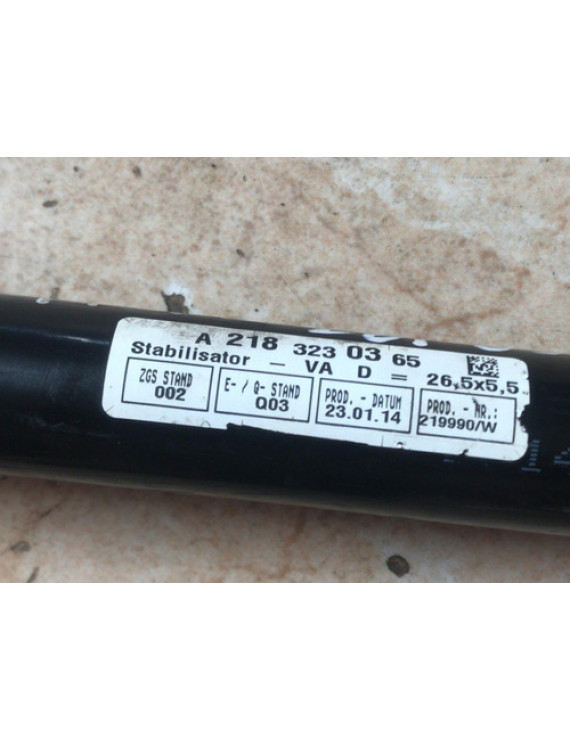 A 218 323 03 65
Stabilisator - VA D = 26,5x5,5
ZGS STAND
002
E- / Q- STAND
Q03
PROD. - DATUM
23.01.14
PROD. - NR.:
219990/W